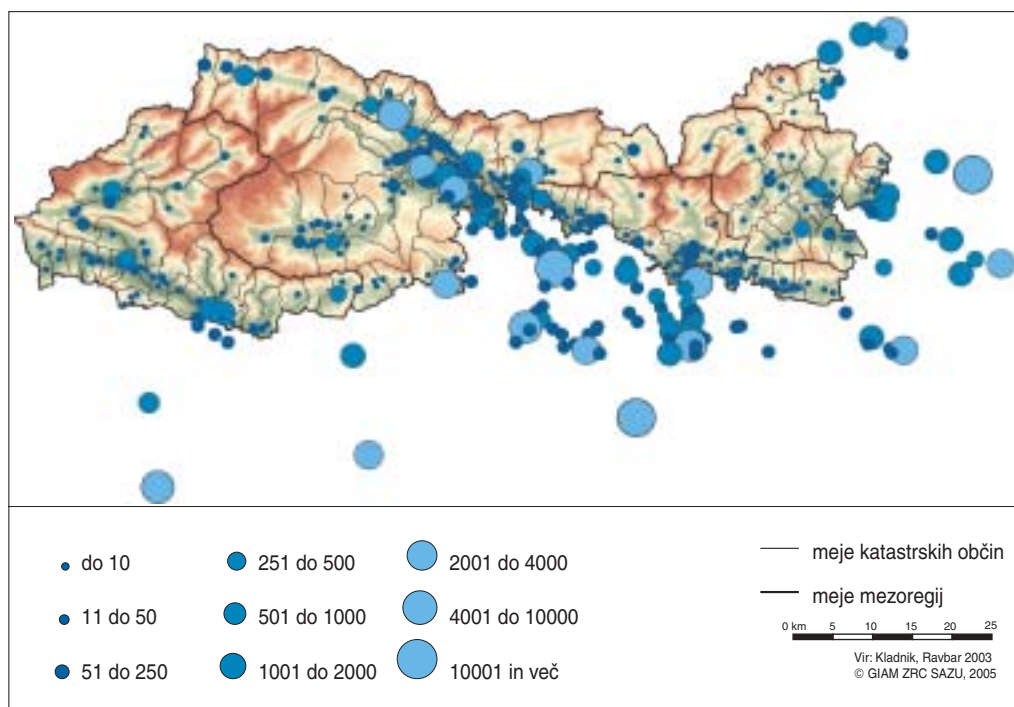 do 10
11 do 50
51 do 250
251 do 500
501 do 1000
1001 do 2000
2001 do 4000
4001 do 10000
10001 in več
meje katastrskih občin
meje mezoregij
0 km 5 10 15 20 25
Vir: Kladnik, Ravbar 2003
© GIAM ZRC SAZU, 2005